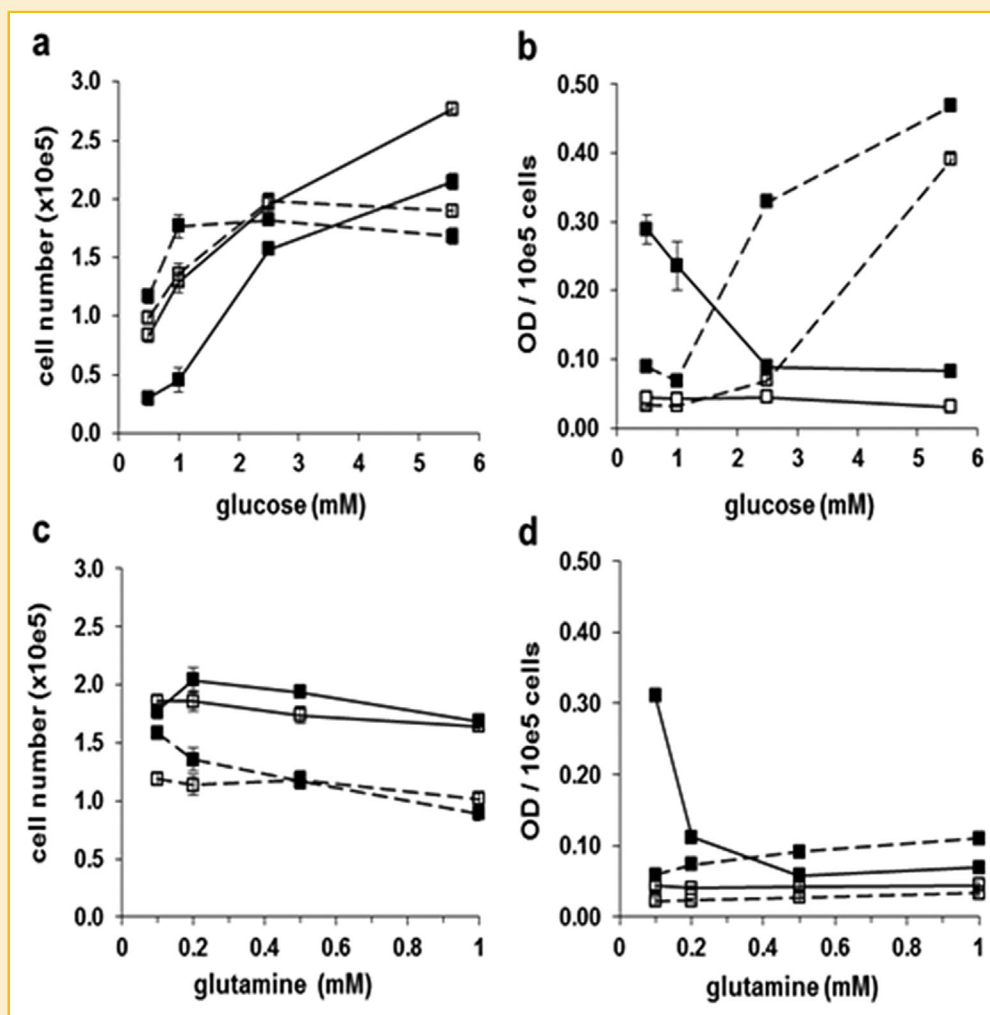 a
3.0
2.5
2.0
1.5
1.0
0.5
0.0
cell number (x10e5)
0 1 2 3 4 5 6
glucose (mM)
b
0.50
0.40
0.30
0.20
0.10
0.00
OD / 10e5 cells
0 1 2 3 4 5 6
glucose (mM)
c
3.0
2.5
2.0
1.5
1.0
0.5
0.0
cell number (x10e5)
0 0.2 0.4 0.6 0.8 1
glutamine (mM)
d
0.50
0.40
0.30
0.20
0.10
0.00
OD / 10e5 cells
0 0.2 0.4 0.6 0.8 1
glutamine (mM)